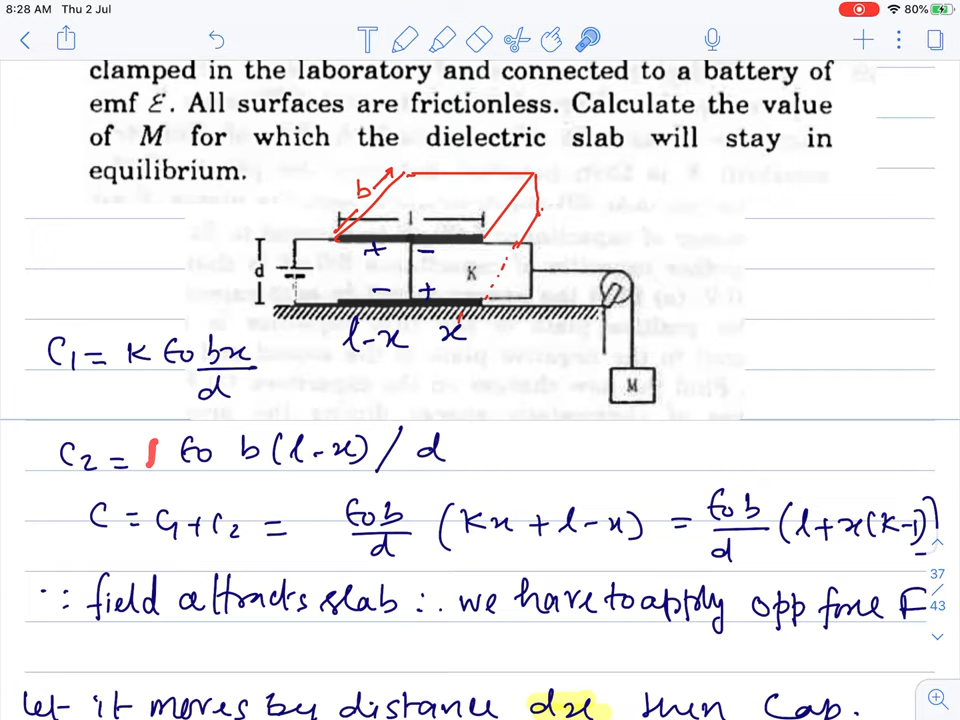 8:28 AM Thu 2 Jul 80%
T
clamped in the laboratory and connected to a battery of
emf ℰ. All surfaces are frictionless. Calculate the value
of M for which the dielectric slab will stay in
equilibrium.
b
l
+ −
d K
− +
l-x x
M
C₁ = K ε₀ bx / d
C₂ = 1 ε₀ b(l-x)/d
C = C₁+C₂ = ε₀b/d (Kx + l - x) = ε₀b/d (l+x(K-1))
∵ field attracts slab ∴ we have to apply opp force F
37
/
43
let it moves by distance dx then Cap.